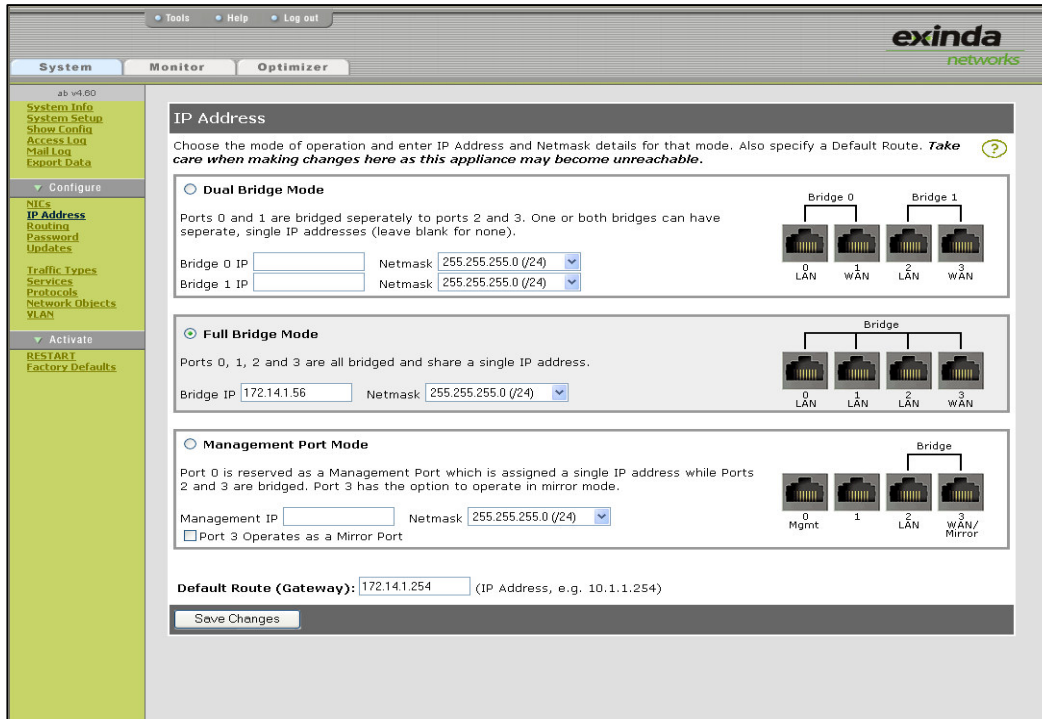 Tools Help Log out
exinda
networks
System Monitor Optimizer
ab v4.60
System Info
System Setup
Show Config
Access Log
Mail Log
Export Data
Configure
NICs
IP Address
Routing
Password
Updates
Traffic Types
Services
Protocols
Network Objects
VLAN
Activate
RESTART
Factory Defaults
IP Address
Choose the mode of operation and enter IP Address and Netmask details for that mode. Also specify a Default Route. Take
care when making changes here as this appliance may become unreachable.
?
Dual Bridge Mode
Ports 0 and 1 are bridged seperately to ports 2 and 3. One or both bridges can have
seperate, single IP addresses (leave blank for none).
Bridge 0 IP Netmask 255.255.255.0 (/24)
Bridge 1 IP Netmask 255.255.255.0 (/24)
Bridge 0 Bridge 1
0 1 2 3
LAN WAN LAN WAN
Full Bridge Mode
Ports 0, 1, 2 and 3 are all bridged and share a single IP address.
Bridge IP 172.14.1.56 Netmask 255.255.255.0 (/24)
Bridge
0 1 2 3
LAN LAN LAN WAN
Management Port Mode
Port 0 is reserved as a Management Port which is assigned a single IP address while Ports
2 and 3 are bridged. Port 3 has the option to operate in mirror mode.
Management IP Netmask 255.255.255.0 (/24)
Port 3 Operates as a Mirror Port
Bridge
0 1 2 3
Mgmt LAN WAN/
Mirror
Default Route (Gateway): 172.14.1.254 (IP Address, e.g. 10.1.1.254)
Save Changes